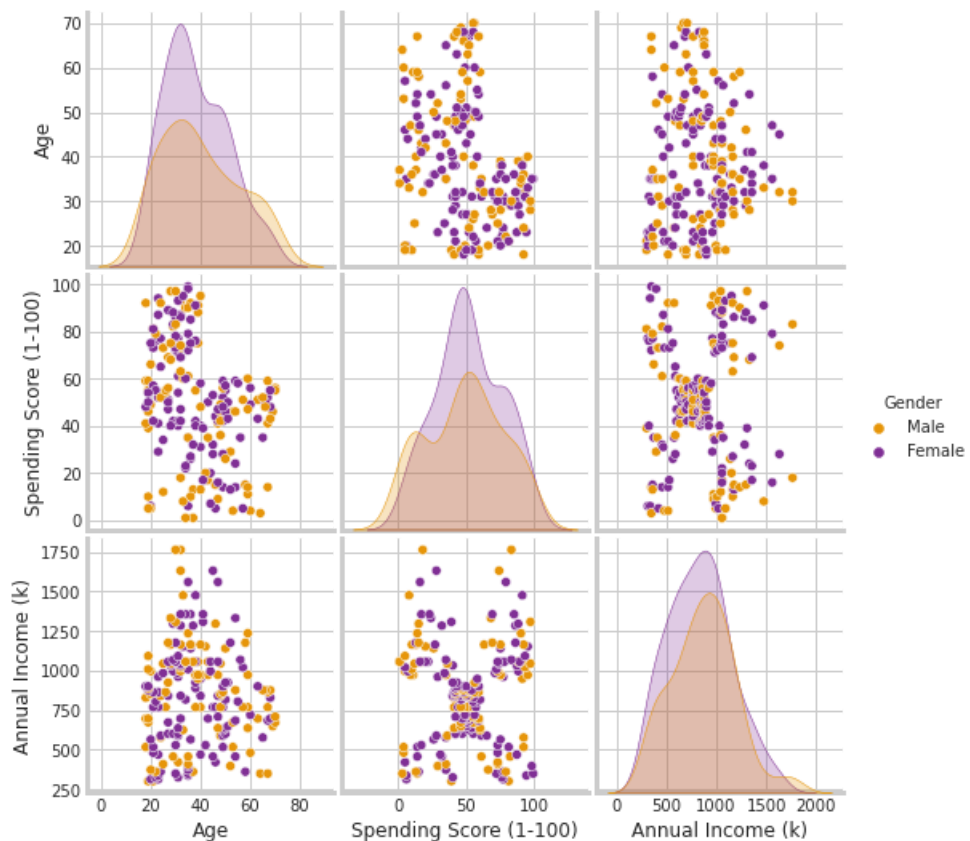 70
60
50
40
30
20
Age
100
80
60
40
20
0
Spending Score (1-100)
Gender
Male
Female
1750
1500
1250
1000
750
500
250
Annual Income (k)
0 20 40 60 80
Age
0 50 100
Spending Score (1-100)
0 500 1000 1500 2000
Annual Income (k)